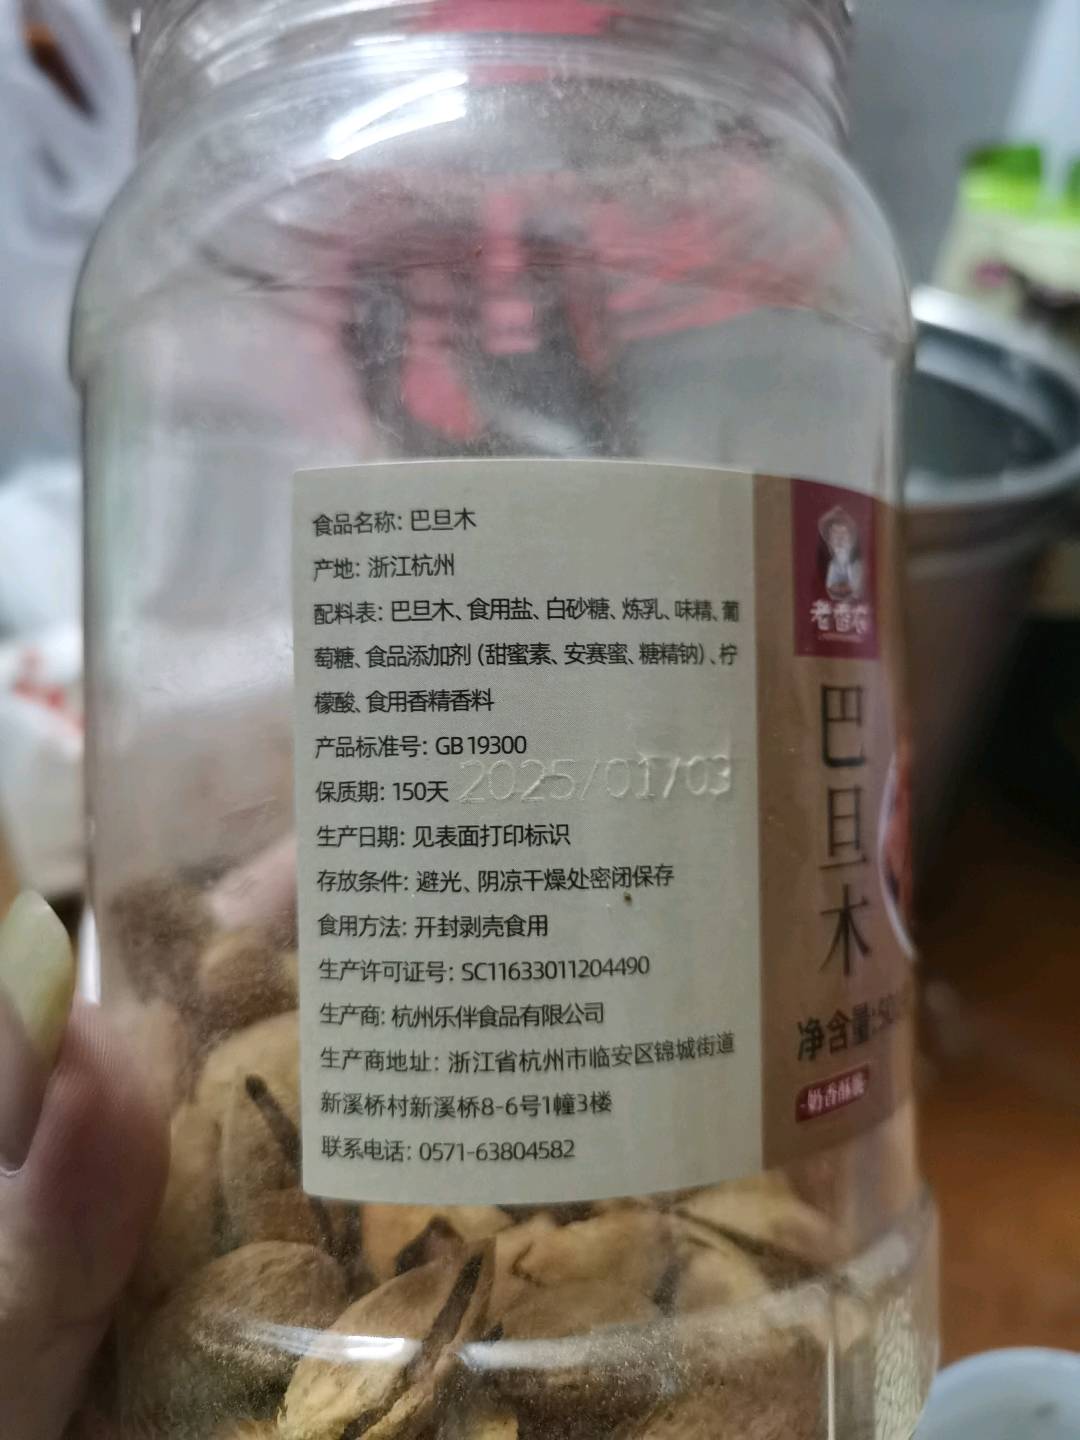 食品名称: 巴旦木
产地: 浙江杭州
配料表: 巴旦木、食用盐、白砂糖、炼乳、味精、葡
萄糖、食品添加剂 (甜蜜素、安赛蜜、糖精钠) 、柠
檬酸、食用香精香料
产品标准号: GB 19300
保质期: 150天
2025/01/03
生产日期: 见表面打印标识
存放条件: 避光、阴凉干燥处密闭保存
食用方法: 开封剥壳食用
生产许可证号: SC11633011204490
生产商: 杭州乐伴食品有限公司
生产商地址: 浙江省杭州市临安区锦城街道
新溪桥村新溪桥8-6号1幢3楼
联系电话: 0571-63804582
巴旦木
净含量:
奶香酥脆